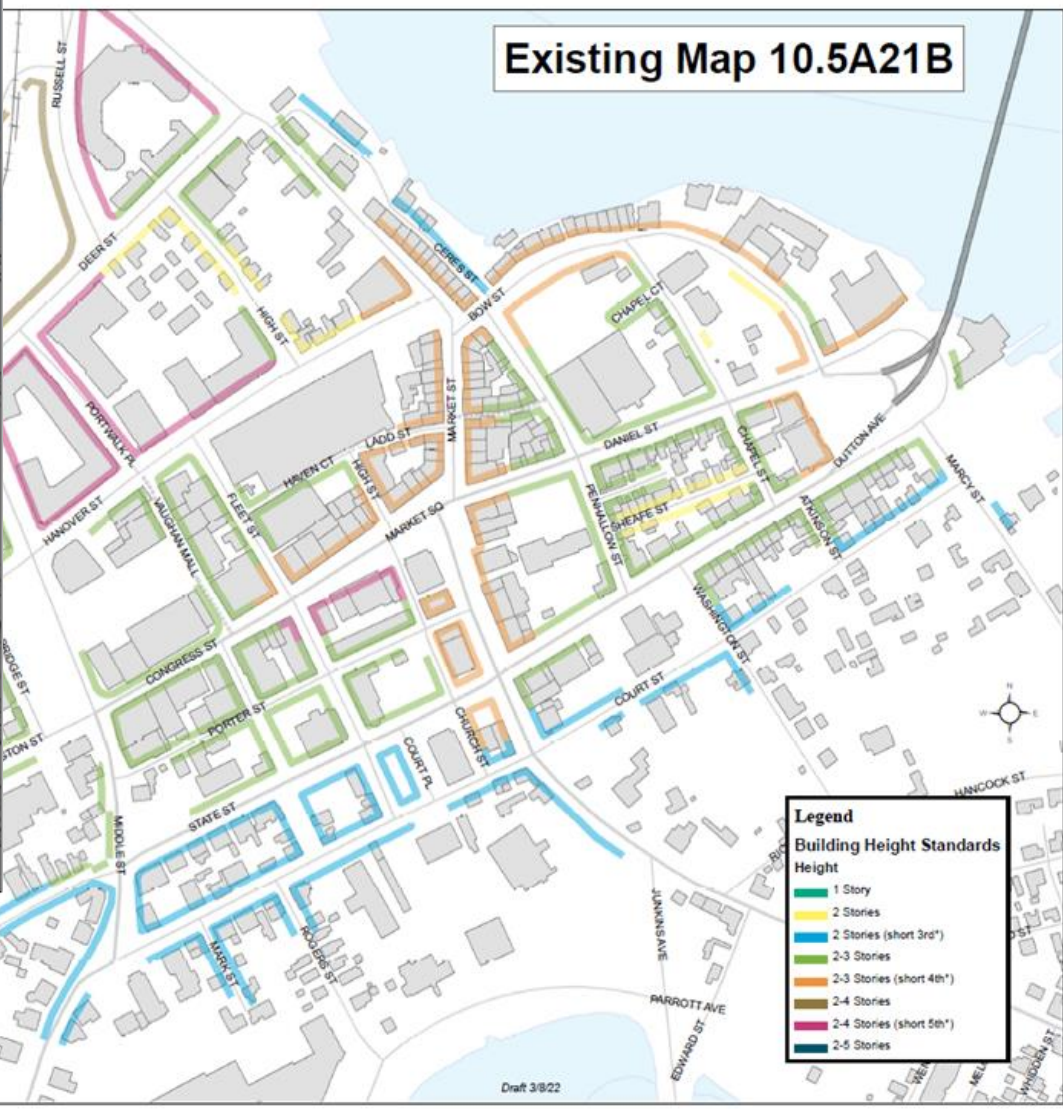 Existing Map 10.5A21B
RUSSELL ST
DEER ST
HIGH ST
CERES ST
BOW ST
CHAPEL CT
PORTWALK PL
MARKET ST
LADD ST
HAVEN CT
HIGH ST
DANIEL ST
CHAPEL ST
DUTTON AVE
MARCY ST
HANOVER ST
VAUGHAN MALL
FLEET ST
MARKET SQ
PENHALLOW ST
SHEAFE ST
ATKINSON ST
WASHINGTON ST
CONGRESS ST
PORTER ST
COURT ST
CHURCH ST
COURT PL
STATE ST
MIDDLE ST
HANCOCK ST
MARK ST
ROGERS ST
JUNKINS AVE
PARROTT AVE
EDWARD ST
WHIDDEN ST
N
W
E
S
Legend
Building Height Standards
Height
1 Story
2 Stories
2 Stories (short 3rd*)
2-3 Stories
2-3 Stories (short 4th*)
2-4 Stories
2-4 Stories (short 5th*)
2-5 Stories
Draft 3/8/22